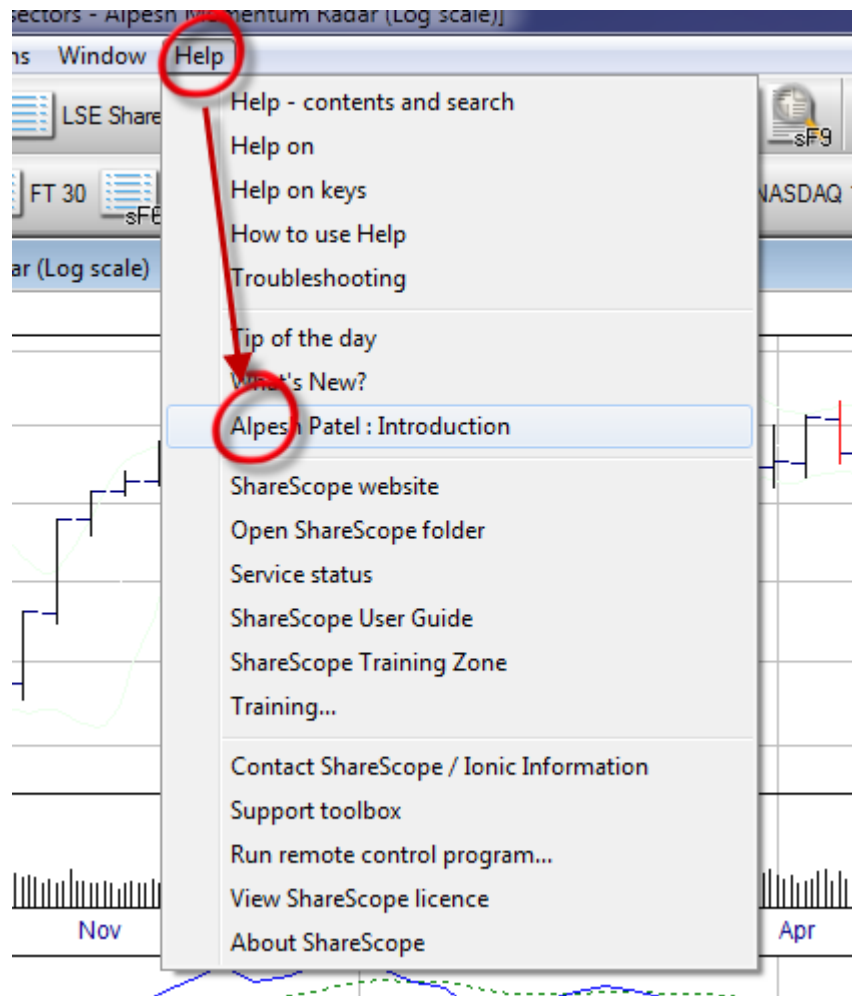 sectors - Alpesh Momentum Radar (Log scale)]
ns Window Help
LSE Share
sF9
FT 30
sF6
NASDAQ
ar (Log scale)
Help - contents and search
Help on
Help on keys
How to use Help
Troubleshooting
Tip of the day
What's New?
Alpesh Patel : Introduction
ShareScope website
Open ShareScope folder
Service status
ShareScope User Guide
ShareScope Training Zone
Training...
Contact ShareScope / Ionic Information
Support toolbox
Run remote control program...
View ShareScope licence
About ShareScope
Nov
Apr